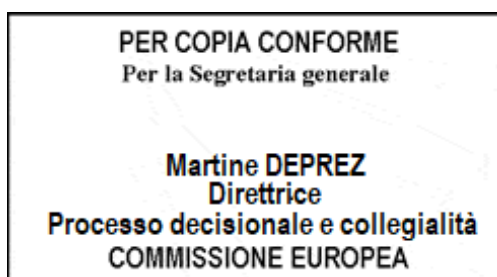 PER COPIA CONFORME
Per la Segretaria generale
Martine DEPREZ
Direttrice
Processo decisionale e collegialità
COMMISSIONE EUROPEA